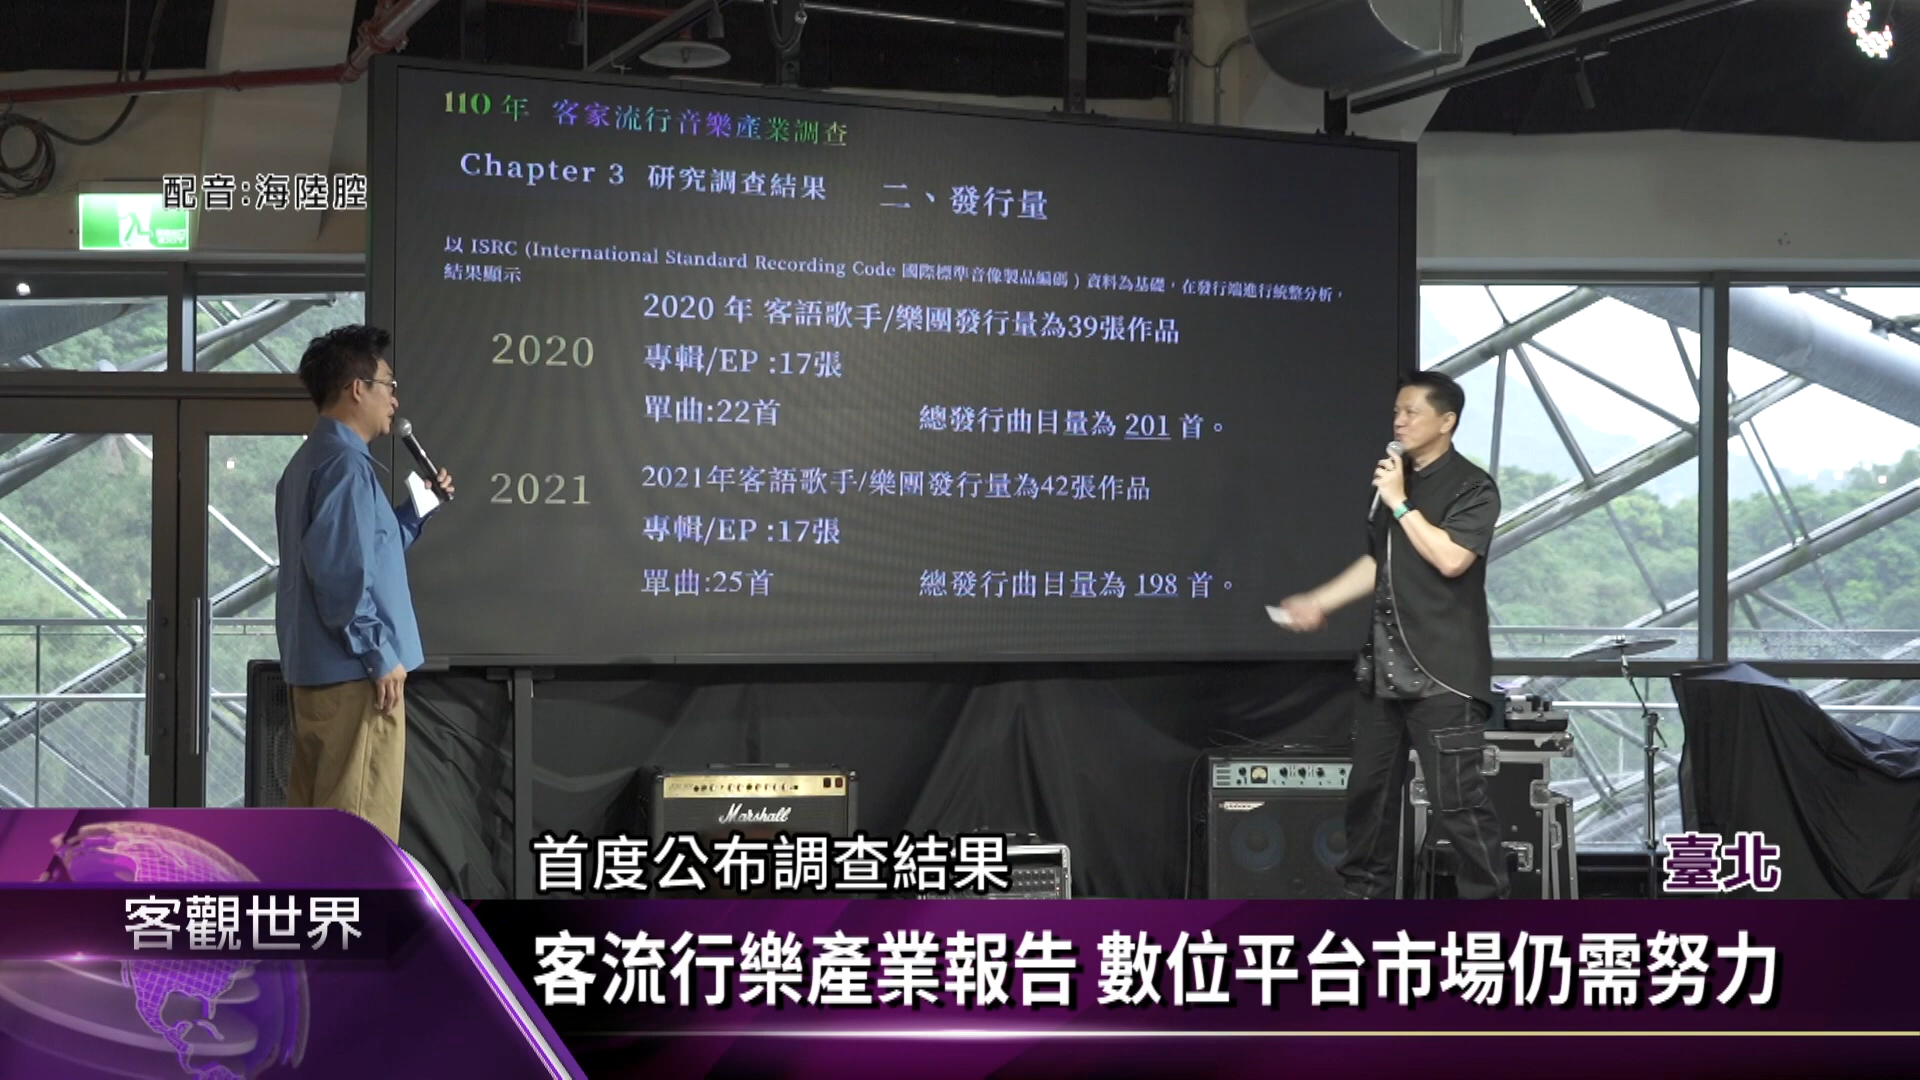 110年 客家流行音樂產業調查
Chapter 3 研究調查結果 二、發行量
配音:海陸腔
以 ISRC (International Standard Recording Code 國際標準音像製品編碼 ) 資料為基礎,在發行端進行統整分析,
結果顯示
2020
2020 年 客語歌手/樂團發行量為39張作品
專輯/EP :17張
單曲:22首 總發行曲目量為 201 首。
2021
2021年客語歌手/樂團發行量為42張作品
專輯/EP :17張
單曲:25首 總發行曲目量為 198 首。
Marshall
首度公布調查結果
臺北
客觀世界
客流行樂產業報告 數位平台市場仍需努力